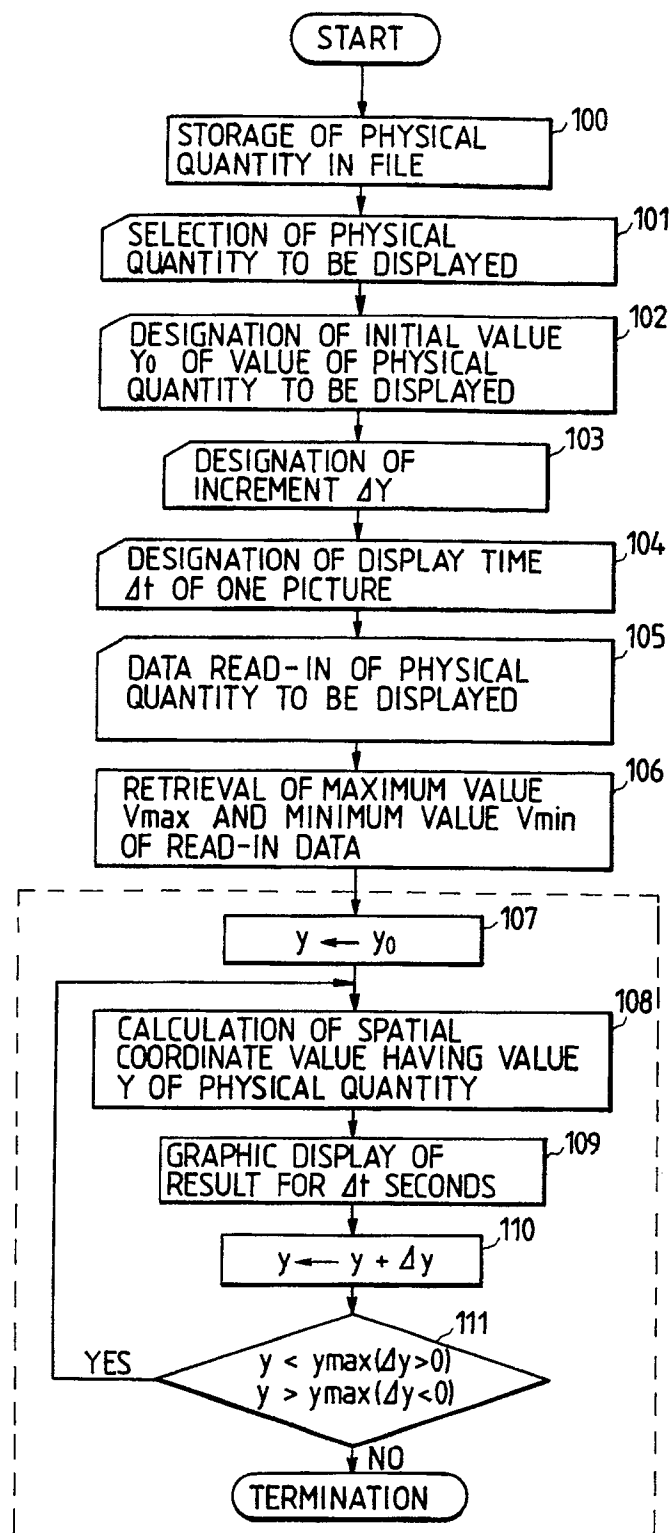 START
100
STORAGE OF PHYSICAL
QUANTITY IN FILE
101
SELECTION OF PHYSICAL
QUANTITY TO BE DISPLAYED
102
DESIGNATION OF INITIAL VALUE
Y0 OF VALUE OF PHYSICAL
QUANTITY TO BE DISPLAYED
103
DESIGNATION OF
INCREMENT ΔY
104
DESIGNATION OF DISPLAY TIME
Δt OF ONE PICTURE
105
DATA READ-IN OF PHYSICAL
QUANTITY TO BE DISPLAYED
106
RETRIEVAL OF MAXIMUM VALUE
Vmax AND MINIMUM VALUE Vmin
OF READ-IN DATA
107
y ← y0
108
CALCULATION OF SPATIAL
COORDINATE VALUE HAVING VALUE
Y OF PHYSICAL QUANTITY
109
GRAPHIC DISPLAY OF
RESULT FOR Δt SECONDS
110
y ← y + Δy
111
YES
y < ymax(Δy>0)
y > ymax(Δy<0)
NO
TERMINATION